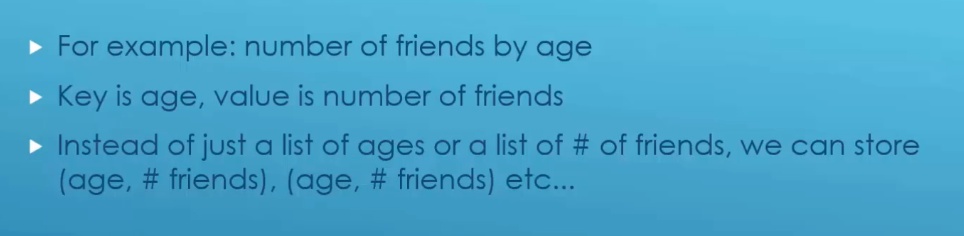 For example: number of friends by age
Key is age, value is number of friends
Instead of just a list of ages or a list of # of friends, we can store
(age, # friends), (age, # friends) etc...